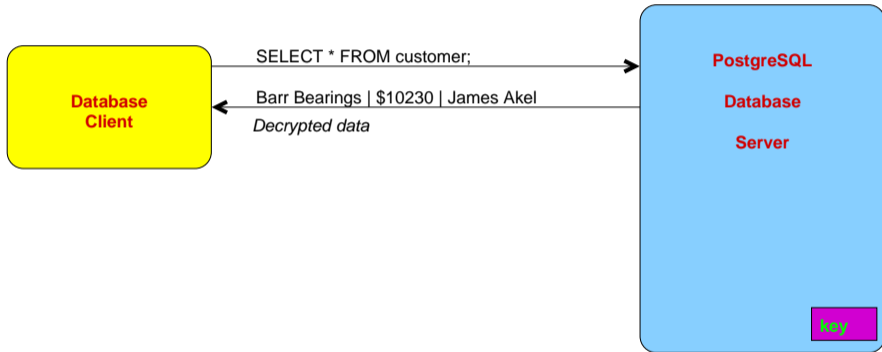 Database
Client
SELECT * FROM customer;
Barr Bearings | $10230 | James Akel
Decrypted data
PostgreSQL
Database
Server
key